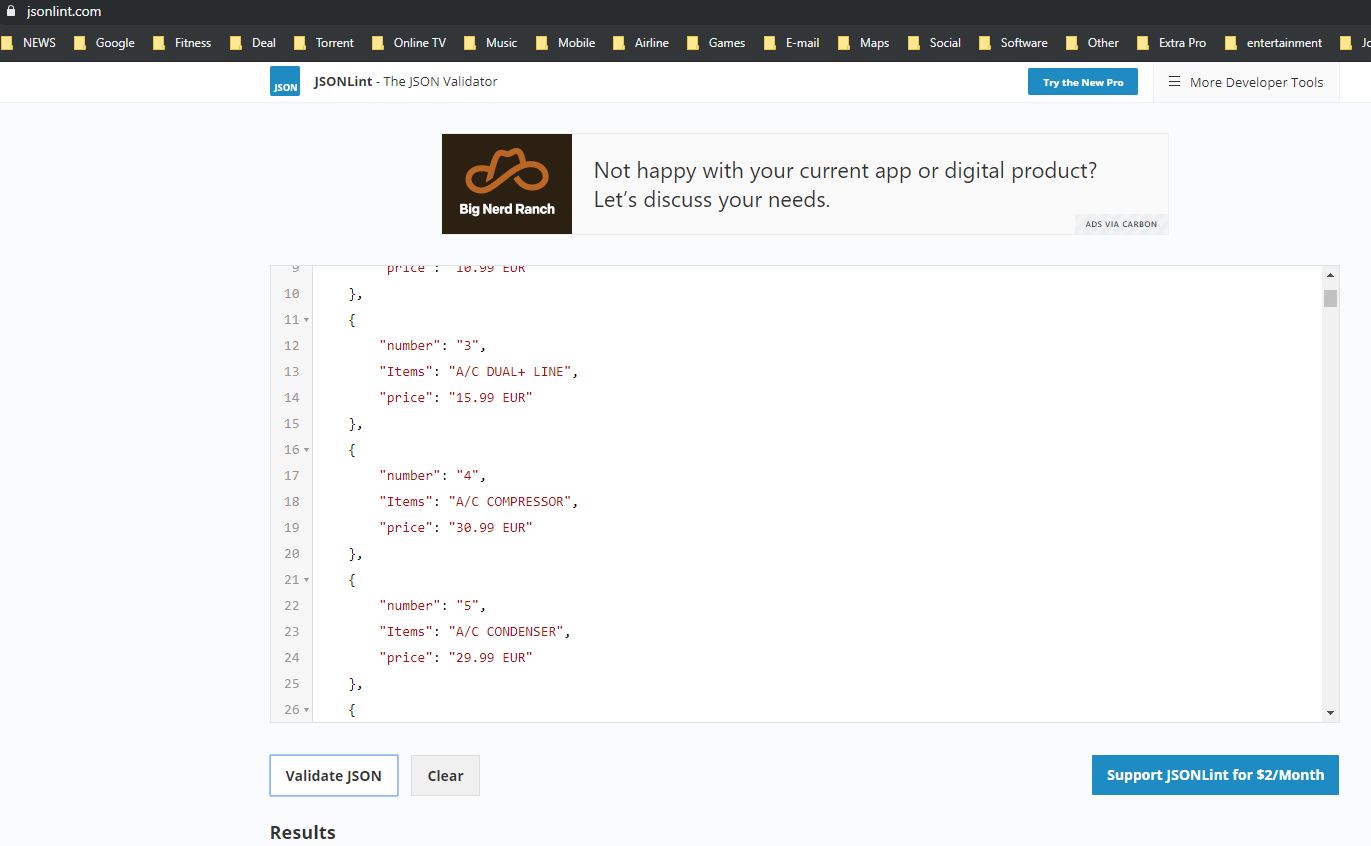 jsonlint.com
NEWS Google Fitness Deal Torrent Online TV Music Mobile Airline Games E-mail Maps Social Software Other Extra Pro entertainment
JSON JSONLint - The JSON Validator Try the New Pro ☰ More Developer Tools
Big Nerd Ranch
Not happy with your current app or digital product?
Let’s discuss your needs.
ADS VIA CARBON
9 "price": "10.99 EUR"
10 },
11 {
12 "number": "3",
13 "Items": "A/C DUAL+ LINE",
14 "price": "15.99 EUR"
15 },
16 {
17 "number": "4",
18 "Items": "A/C COMPRESSOR",
19 "price": "30.99 EUR"
20 },
21 {
22 "number": "5",
23 "Items": "A/C CONDENSER",
24 "price": "29.99 EUR"
25 },
26 {
Validate JSON Clear Support JSONLint for $2/Month
Results